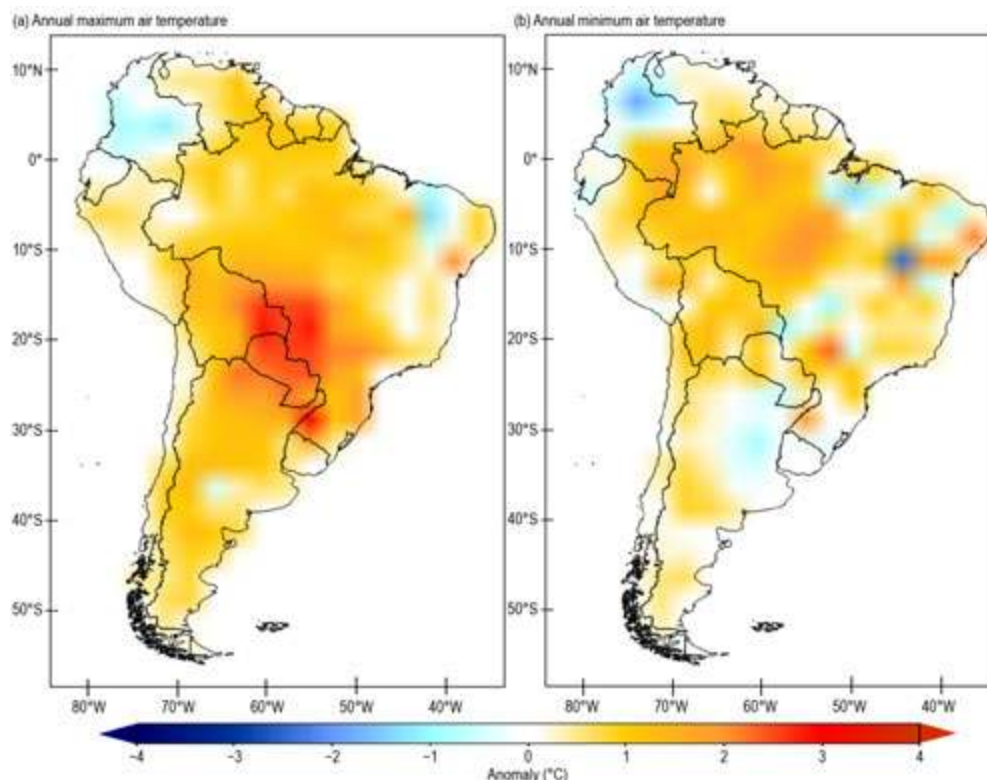 (a) Annual maximum air temperature
(b) Annual minimum air temperature
10°N
0°
10°S
20°S
30°S
40°S
50°S
80°W 70°W 60°W 50°W 40°W
10°N
0°
10°S
20°S
30°S
40°S
50°S
80°W 70°W 60°W 50°W 40°W
−4 −3 −2 −1 0 1 2 3 4
Anomaly (°C)